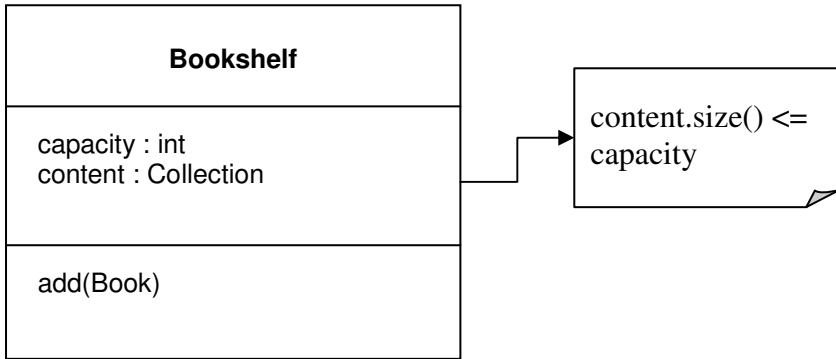 Bookshelf
capacity : int
content : Collection
add(Book)
content.size() <=
capacity